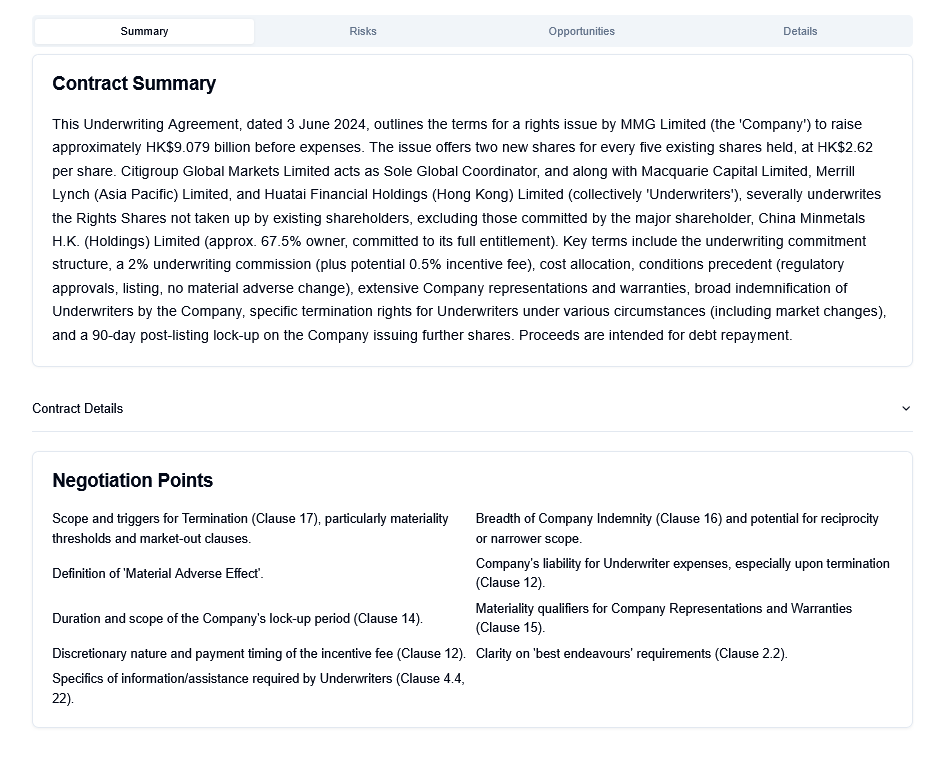 Summary
Risks
Opportunities
Details
Contract Summary
This Underwriting Agreement, dated 3 June 2024, outlines the terms for a rights issue by MMG Limited (the 'Company') to raise
approximately HK$9.079 billion before expenses. The issue offers two new shares for every five existing shares held, at HK$2.62
per share. Citigroup Global Markets Limited acts as Sole Global Coordinator, and along with Macquarie Capital Limited, Merrill
Lynch (Asia Pacific) Limited, and Huatai Financial Holdings (Hong Kong) Limited (collectively 'Underwriters'), severally underwrites
the Rights Shares not taken up by existing shareholders, excluding those committed by the major shareholder, China Minmetals
H.K. (Holdings) Limited (approx. 67.5% owner, committed to its full entitlement). Key terms include the underwriting commitment
structure, a 2% underwriting commission (plus potential 0.5% incentive fee), cost allocation, conditions precedent (regulatory
approvals, listing, no material adverse change), extensive Company representations and warranties, broad indemnification of
Underwriters by the Company, specific termination rights for Underwriters under various circumstances (including market changes),
and a 90-day post-listing lock-up on the Company issuing further shares. Proceeds are intended for debt repayment.
Contract Details
Negotiation Points
Scope and triggers for Termination (Clause 17), particularly materiality
thresholds and market-out clauses.
Breadth of Company Indemnity (Clause 16) and potential for reciprocity
or narrower scope.
Definition of 'Material Adverse Effect'.
Company's liability for Underwriter expenses, especially upon termination
(Clause 12).
Duration and scope of the Company's lock-up period (Clause 14).
Materiality qualifiers for Company Representations and Warranties
(Clause 15).
Discretionary nature and payment timing of the incentive fee (Clause 12).
Clarity on 'best endeavours' requirements (Clause 2.2).
Specifics of information/assistance required by Underwriters (Clause 4.4,
22).